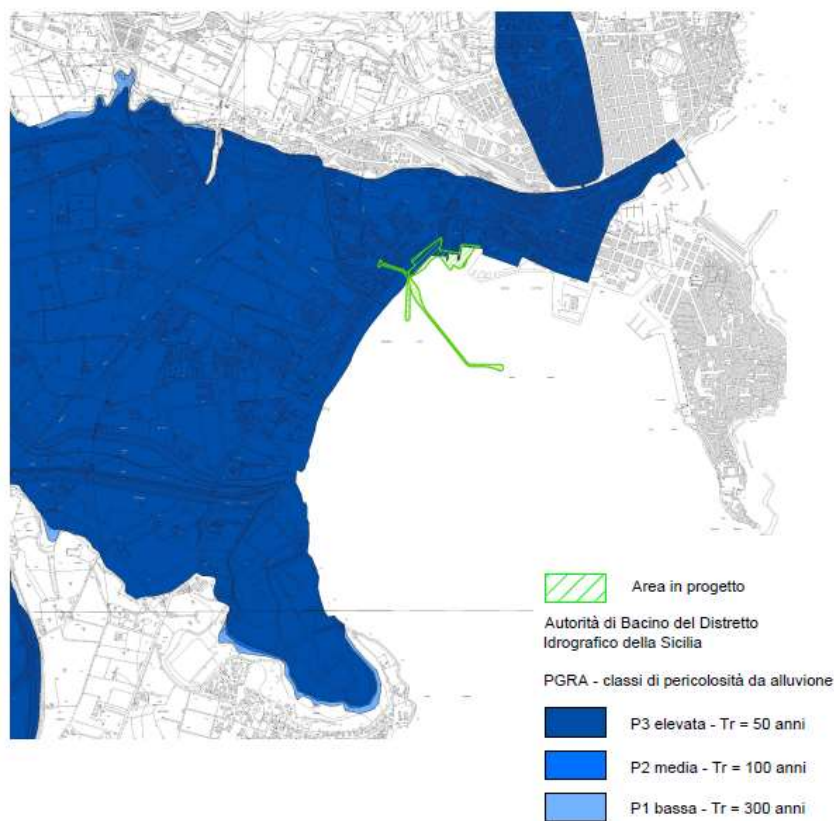 Area in progetto
Autorità di Bacino del Distretto
Idrografico della Sicilia
PGRA - classi di pericolosità da alluvione
P3 elevata - Tr = 50 anni
P2 media - Tr = 100 anni
P1 bassa - Tr = 300 anni